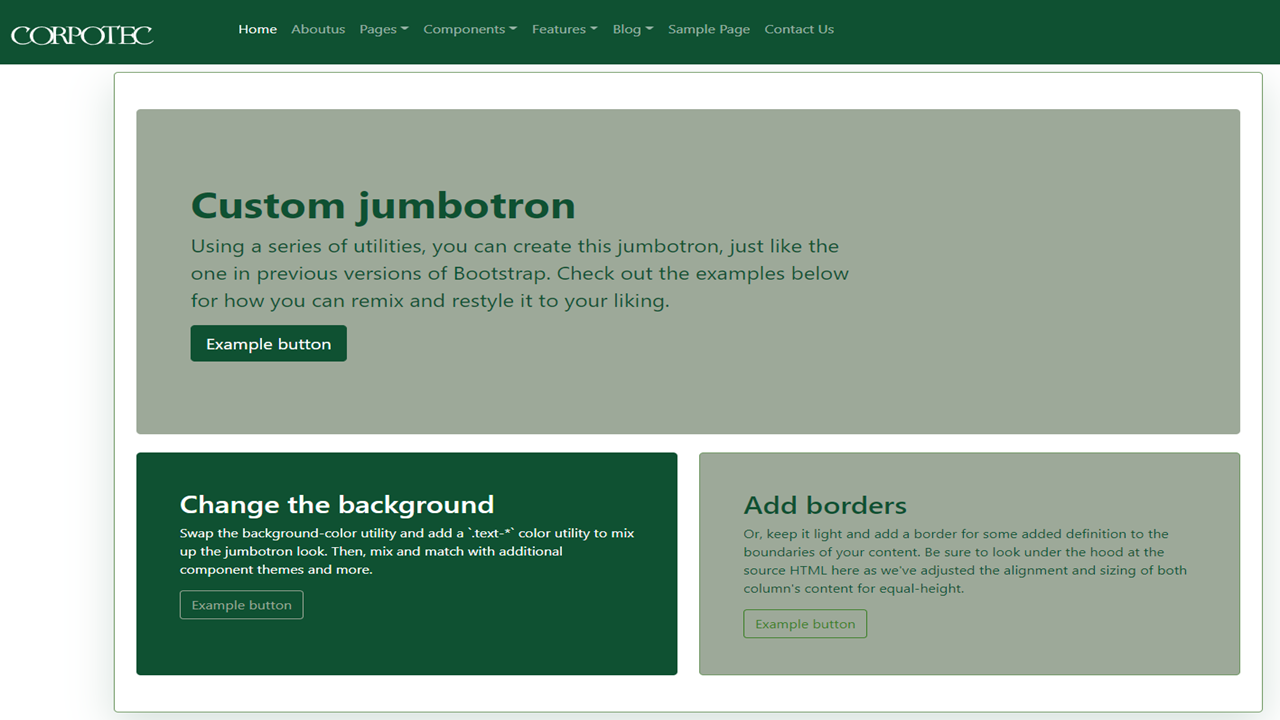 CORPOTEC Home Aboutus Pages Components Features Blog Sample Page Contact Us
Custom jumbotron
Using a series of utilities, you can create this jumbotron, just like the
one in previous versions of Bootstrap. Check out the examples below
for how you can remix and restyle it to your liking.
Example button
Change the background
Swap the background-color utility and add a `.text-*` color utility to mix
up the jumbotron look. Then, mix and match with additional
component themes and more.
Example button
Add borders
Or, keep it light and add a border for some added definition to the
boundaries of your content. Be sure to look under the hood at the
source HTML here as we've adjusted the alignment and sizing of both
column's content for equal-height.
Example button